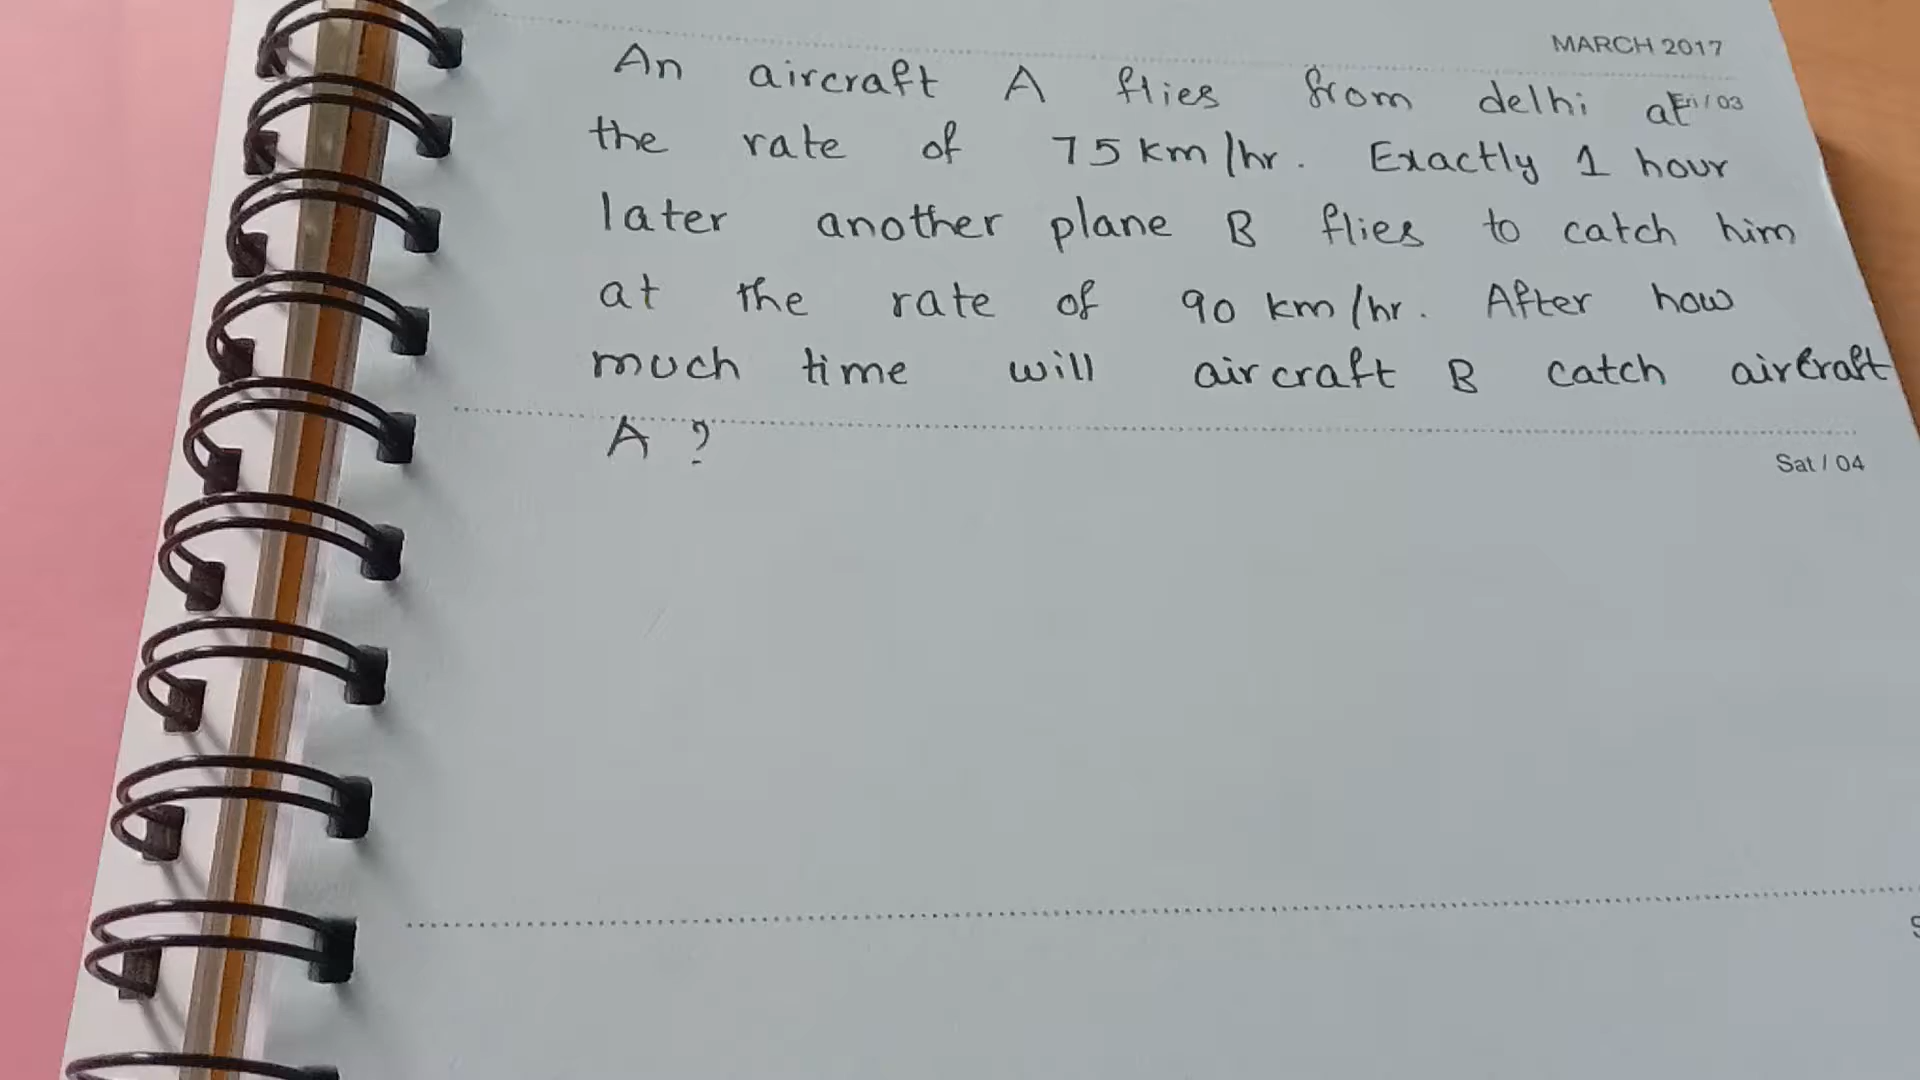 MARCH 2017
Fri / 03
An aircraft A flies from delhi at
the rate of 75 km/hr. Exactly 1 hour
later another plane B flies to catch him
at the rate of 90 km/hr. After how
much time will aircraft B catch aircraft
A ?
Sat / 04